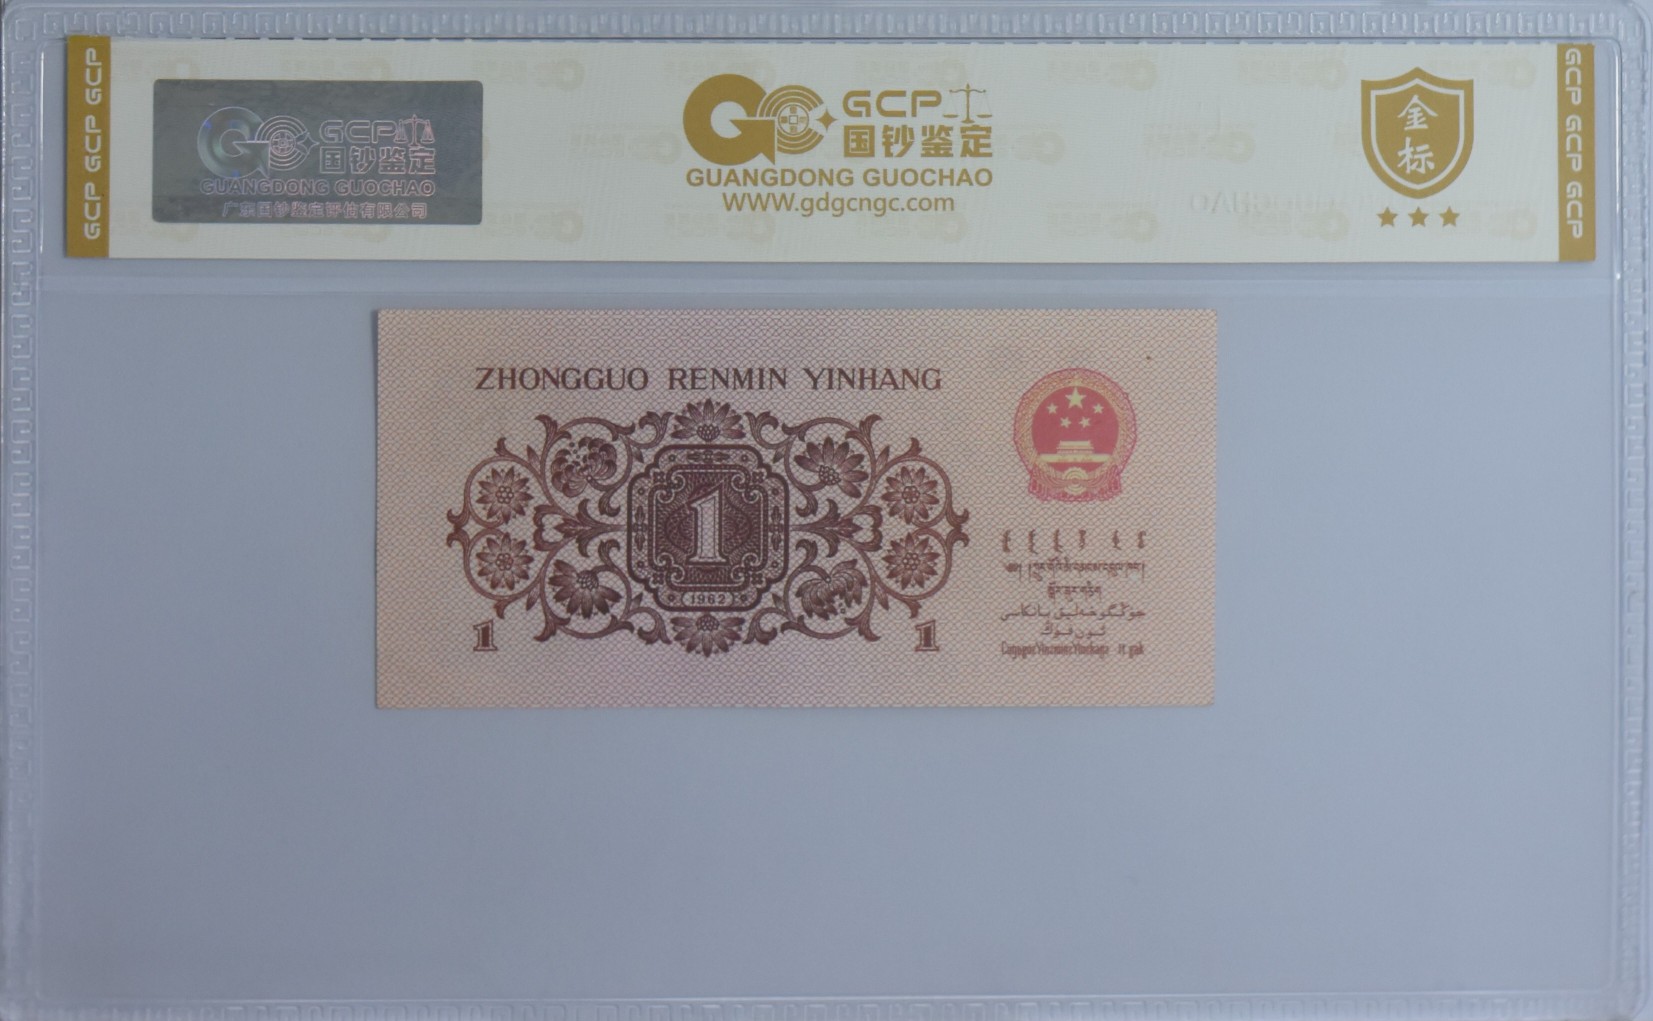 GCP GCP GCP
GCP
国钞鉴定
GUANGDONG GUOCHAO
广东国钞鉴定评估有限公司
GCP
国钞鉴定
GUANGDONG GUOCHAO
WWW.gdgcngc.com
金
标
GCP GCP GCP
ZHONGGUO RENMIN YINHANG
1
1962
1
1